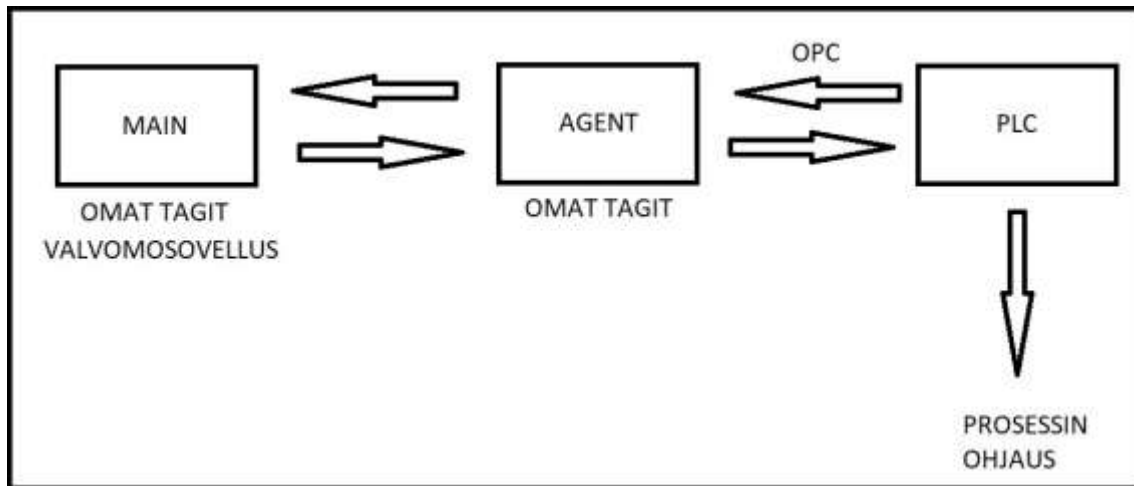 OPC
MAIN
AGENT
PLC
OMAT TAGIT
VALVOMOSOVELLUS
OMAT TAGIT
PROSESSIN
OHJAUS